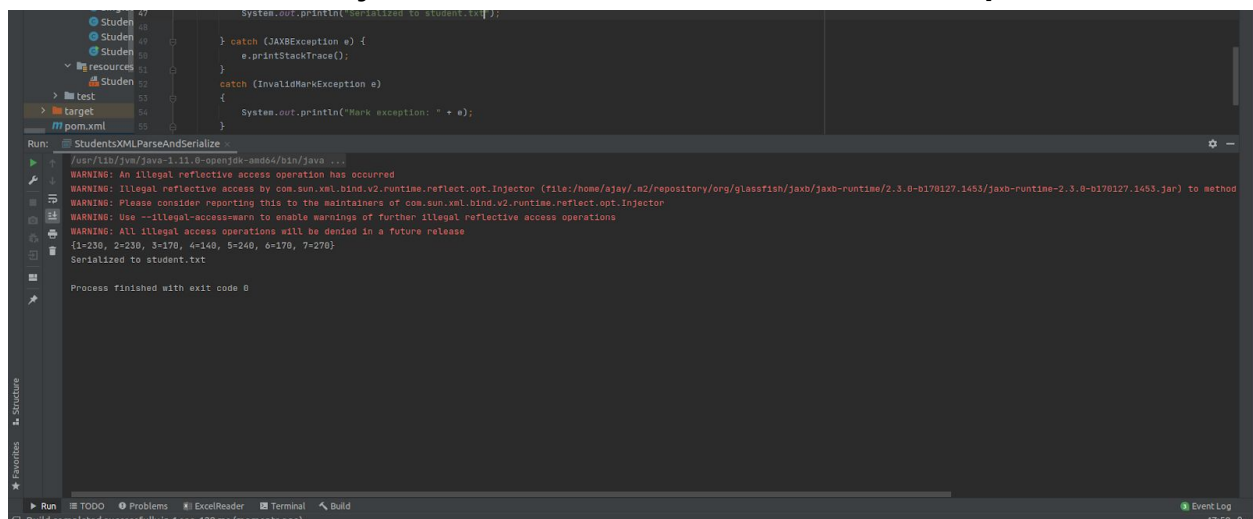 47 System.out.println("Serialized to student.txt");
Studen 48
Studen 49 } catch (JAXBException e) {
Studen 50 e.printStackTrace();
resources 51 }
Studen 52 catch (InvalidMarkException e)
test 53 {
target 54 System.out.println("Mark exception: " + e);
pom.xml 55 }
Run: StudentsXMLParseAndSerialize
/usr/lib/jvm/java-1.11.0-openjdk-amd64/bin/java ...
WARNING: An illegal reflective access operation has occurred
WARNING: Illegal reflective access by com.sun.xml.bind.v2.runtime.reflect.opt.Injector (file:/home/ajay/.m2/repository/org/glassfish/jaxb/jaxb-runtime/2.3.0-b170127.1453/jaxb-runtime-2.3.0-b170127.1453.jar) to method
WARNING: Please consider reporting this to the maintainers of com.sun.xml.bind.v2.runtime.reflect.opt.Injector
WARNING: Use --illegal-access=warn to enable warnings of further illegal reflective access operations
WARNING: All illegal access operations will be denied in a future release
{1=230, 2=230, 3=170, 4=140, 5=240, 6=170, 7=270}
Serialized to student.txt
Process finished with exit code 0
Structure
Favorites
Run TODO Problems ExcelReader Terminal Build Event Log